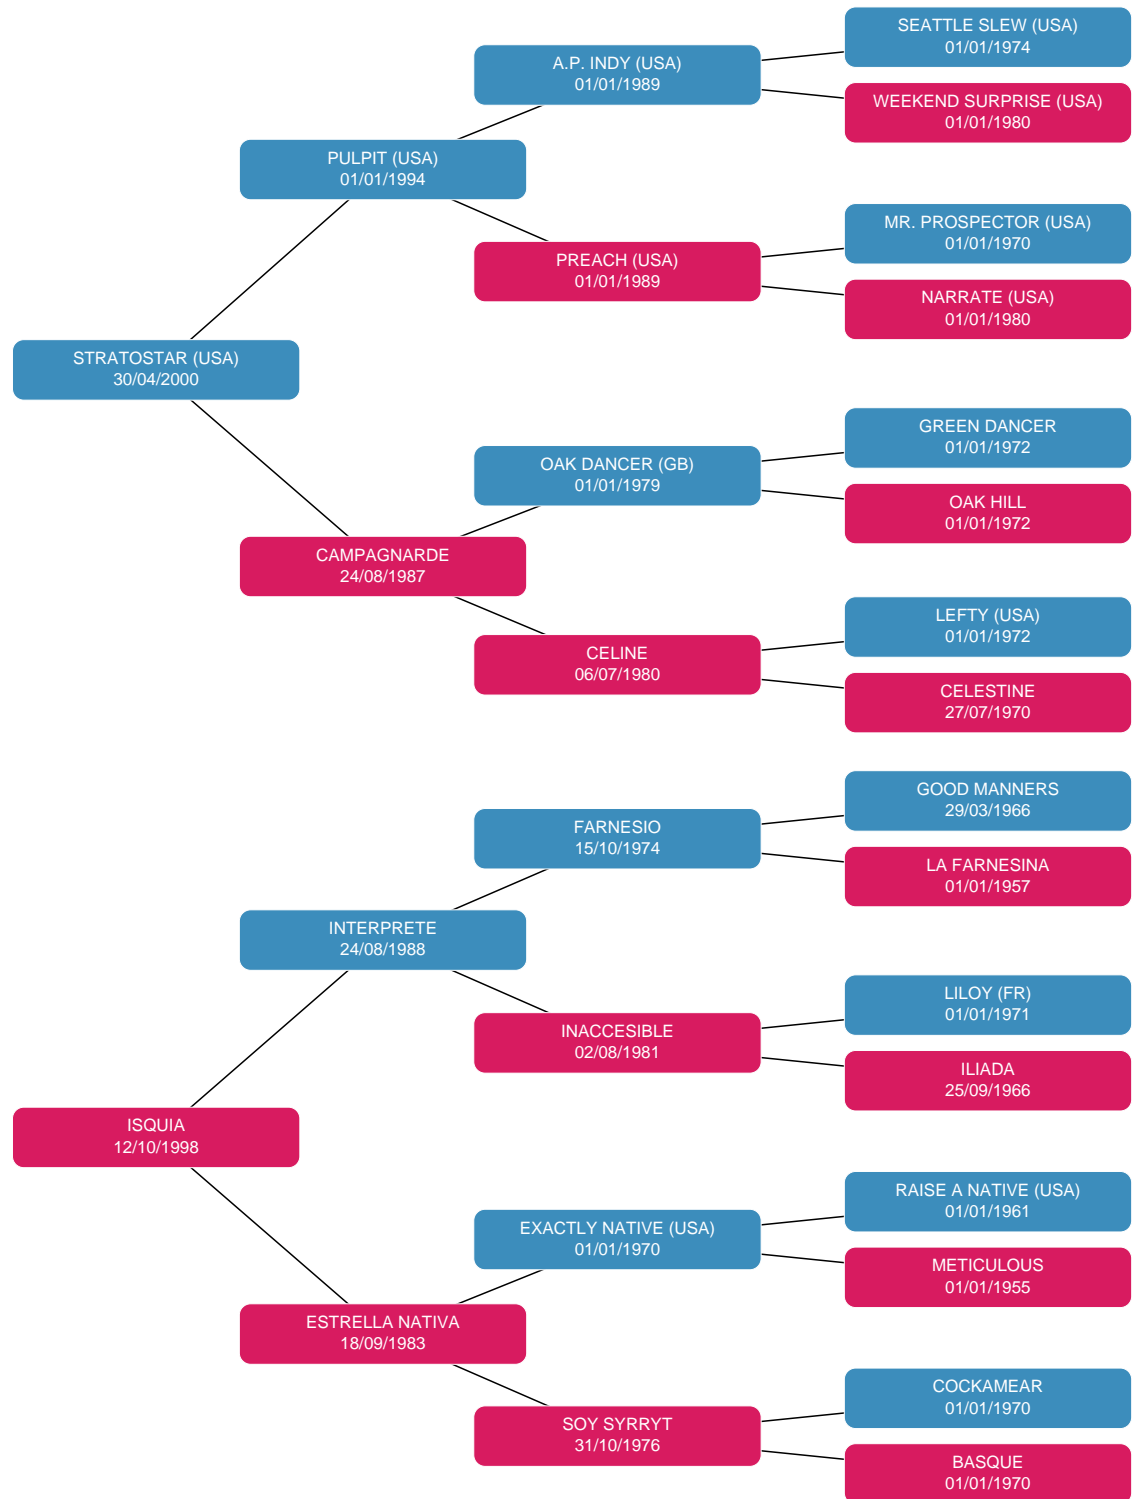 SEATTLE SLEW (USA)
01/01/1974
A.P. INDY (USA)
01/01/1989
WEEKEND SURPRISE (USA)
01/01/1980
PULPIT (USA)
01/01/1994
MR. PROSPECTOR (USA)
01/01/1970
PREACH (USA)
01/01/1989
NARRATE (USA)
01/01/1980
STRATOSTAR (USA)
30/04/2000
GREEN DANCER
01/01/1972
OAK DANCER (GB)
01/01/1979
OAK HILL
01/01/1972
CAMPAGNARDE
24/08/1987
LEFTY (USA)
01/01/1972
CELINE
06/07/1980
CELESTINE
27/07/1970
GOOD MANNERS
29/03/1966
FARNESIO
15/10/1974
LA FARNESINA
01/01/1957
INTERPRETE
24/08/1988
LILOY (FR)
01/01/1971
INACCESIBLE
02/08/1981
ILIADA
25/09/1966
ISQUIA
12/10/1998
RAISE A NATIVE (USA)
01/01/1961
EXACTLY NATIVE (USA)
01/01/1970
METICULOUS
01/01/1955
ESTRELLA NATIVA
18/09/1983
COCKAMEAR
01/01/1970
SOY SYRRYT
31/10/1976
BASQUE
01/01/1970